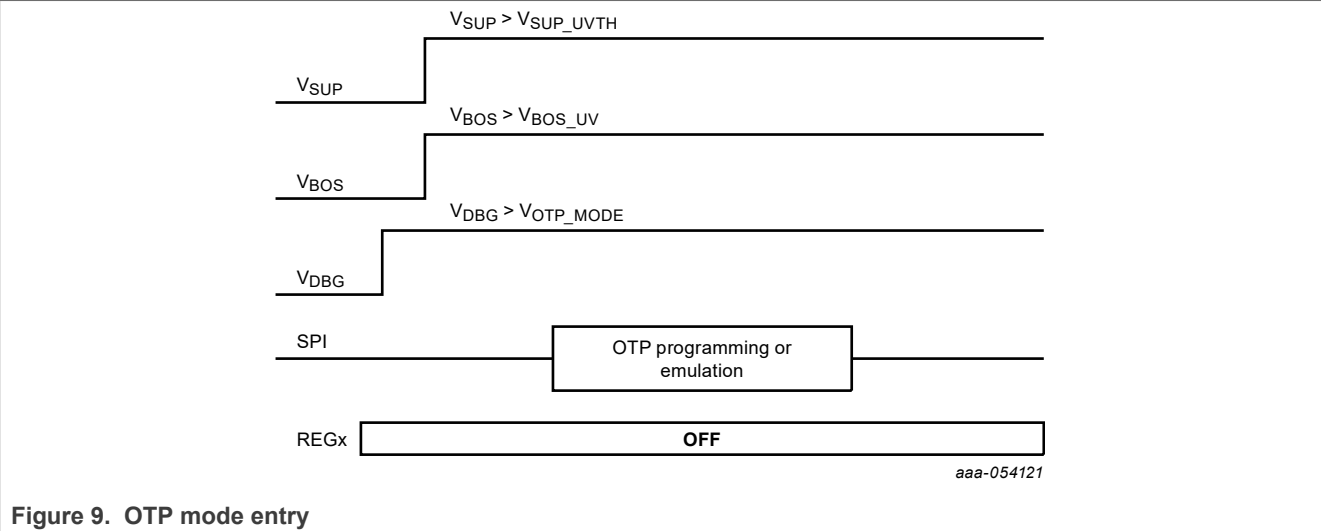 VSUP > VSUP_UVTH
VSUP
VBOS > VBOS_UV
VBOS
VDBG > VOTP_MODE
VDBG
SPI
OTP programming or
emulation
REGx
OFF
aaa-054121
Figure 9. OTP mode entry